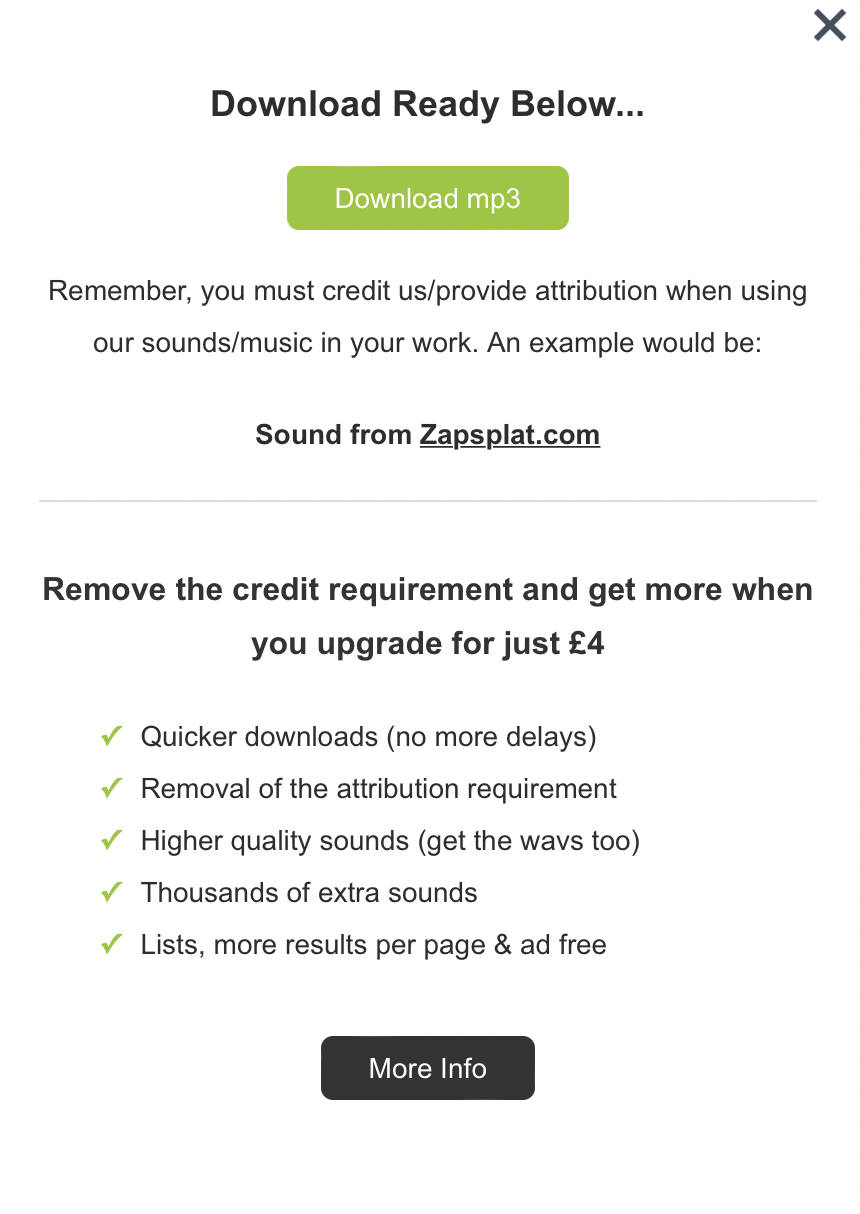 Download Ready Below...
Download mp3
Remember, you must credit us/provide attribution when using
our sounds/music in your work. An example would be:
Sound from Zapsplat.com
Remove the credit requirement and get more when
you upgrade for just £4
✓ Quicker downloads (no more delays)
✓ Removal of the attribution requirement
✓ Higher quality sounds (get the wavs too)
✓ Thousands of extra sounds
✓ Lists, more results per page & ad free
More Info